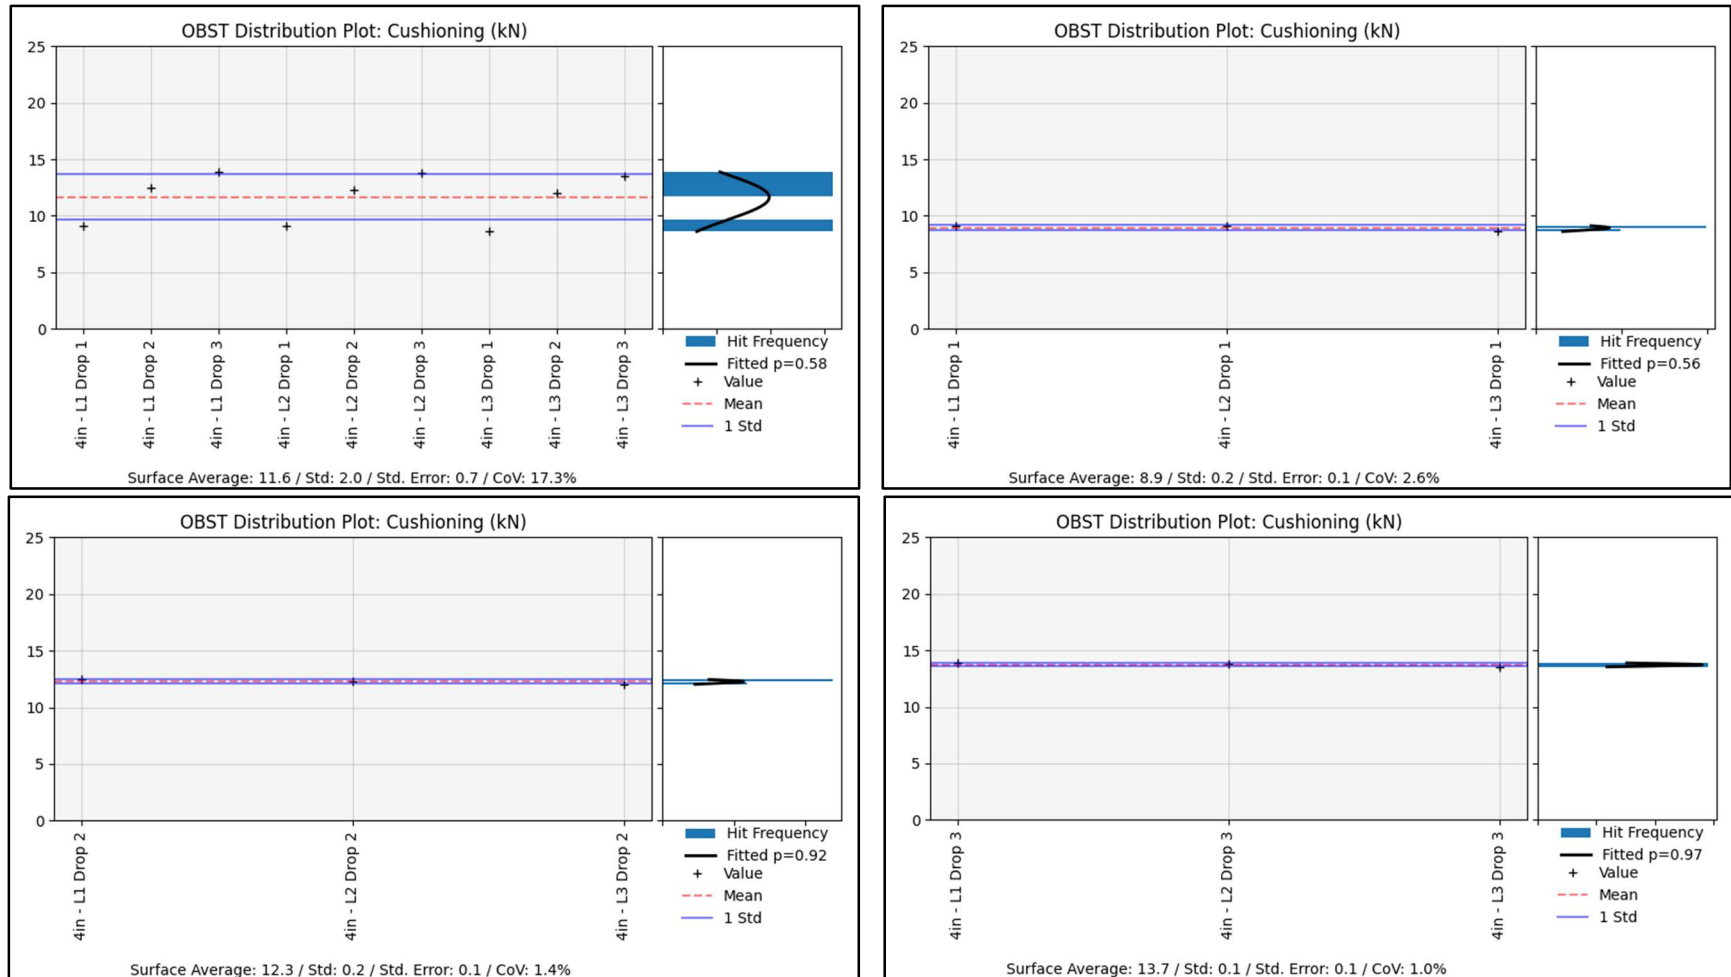 OBST Distribution Plot: Cushioning (kN)
25
20
15
10
5
0
4in - L1 Drop 1
4in - L1 Drop 2
4in - L1 Drop 3
4in - L2 Drop 1
4in - L2 Drop 2
4in - L2 Drop 3
4in - L3 Drop 1
4in - L3 Drop 2
4in - L3 Drop 3
Hit Frequency
Fitted p=0.58
Value
Mean
1 Std
Surface Average: 11.6 / Std: 2.0 / Std. Error: 0.7 / CoV: 17.3%
OBST Distribution Plot: Cushioning (kN)
25
20
15
10
5
0
4in - L1 Drop 1
4in - L2 Drop 1
4in - L3 Drop 1
Hit Frequency
Fitted p=0.56
Value
Mean
1 Std
Surface Average: 8.9 / Std: 0.2 / Std. Error: 0.1 / CoV: 2.6%
OBST Distribution Plot: Cushioning (kN)
25
20
15
10
5
0
4in - L1 Drop 2
4in - L2 Drop 2
4in - L3 Drop 2
Hit Frequency
Fitted p=0.92
Value
Mean
1 Std
Surface Average: 12.3 / Std: 0.2 / Std. Error: 0.1 / CoV: 1.4%
OBST Distribution Plot: Cushioning (kN)
25
20
15
10
5
0
4in - L1 Drop 3
4in - L2 Drop 3
4in - L3 Drop 3
Hit Frequency
Fitted p=0.97
Value
Mean
1 Std
Surface Average: 13.7 / Std: 0.1 / Std. Error: 0.1 / CoV: 1.0%